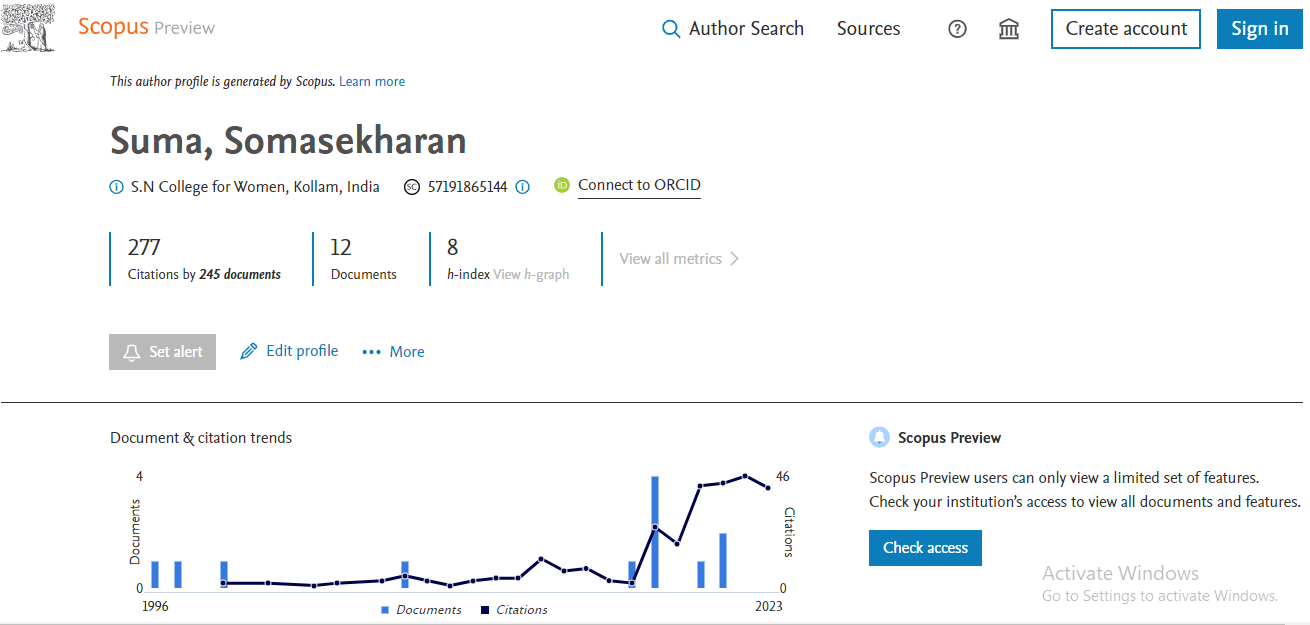 Scopus Preview
Author Search Sources Create account Sign in
This author profile is generated by Scopus. Learn more
Suma, Somasekharan
S.N College for Women, Kollam, India SC 57191865144 iD Connect to ORCID
277 12 8 View all metrics
Citations by 245 documents Documents h-index View h-graph
Set alert Edit profile More
Document & citation trends
4 46
Documents Citations
0 0
1996 2023
Documents Citations
Scopus Preview
Scopus Preview users can only view a limited set of features.
Check your institution's access to view all documents and features.
Check access
Activate Windows
Go to Settings to activate Windows.